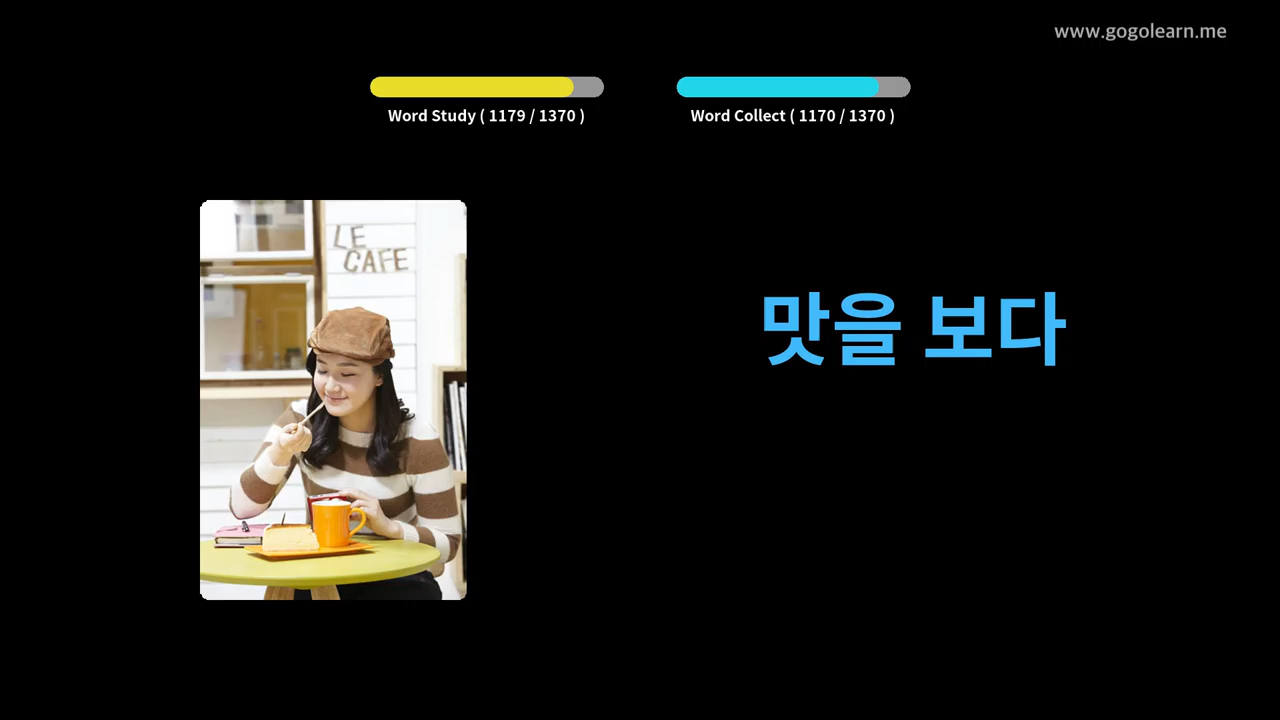 www.gogolearn.me
Word Study ( 1179 / 1370 )
Word Collect ( 1170 / 1370 )
LE
CAFE
맛을 보다